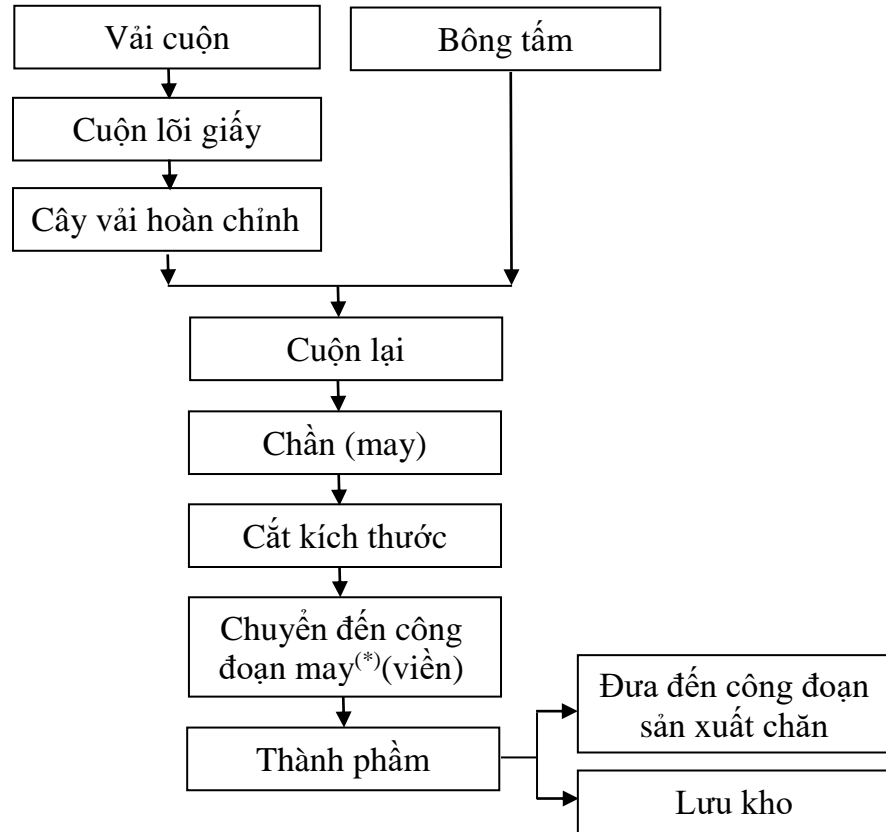 Vải cuộn
Bông tấm
Cuộn lõi giấy
Cây vải hoàn chỉnh
Cuộn lại
Chần (may)
Cắt kích thước
Chuyển đến công
đoạn may(*)(viền)
Thành phầm
Đưa đến công đoạn
sản xuất chăn
Lưu kho